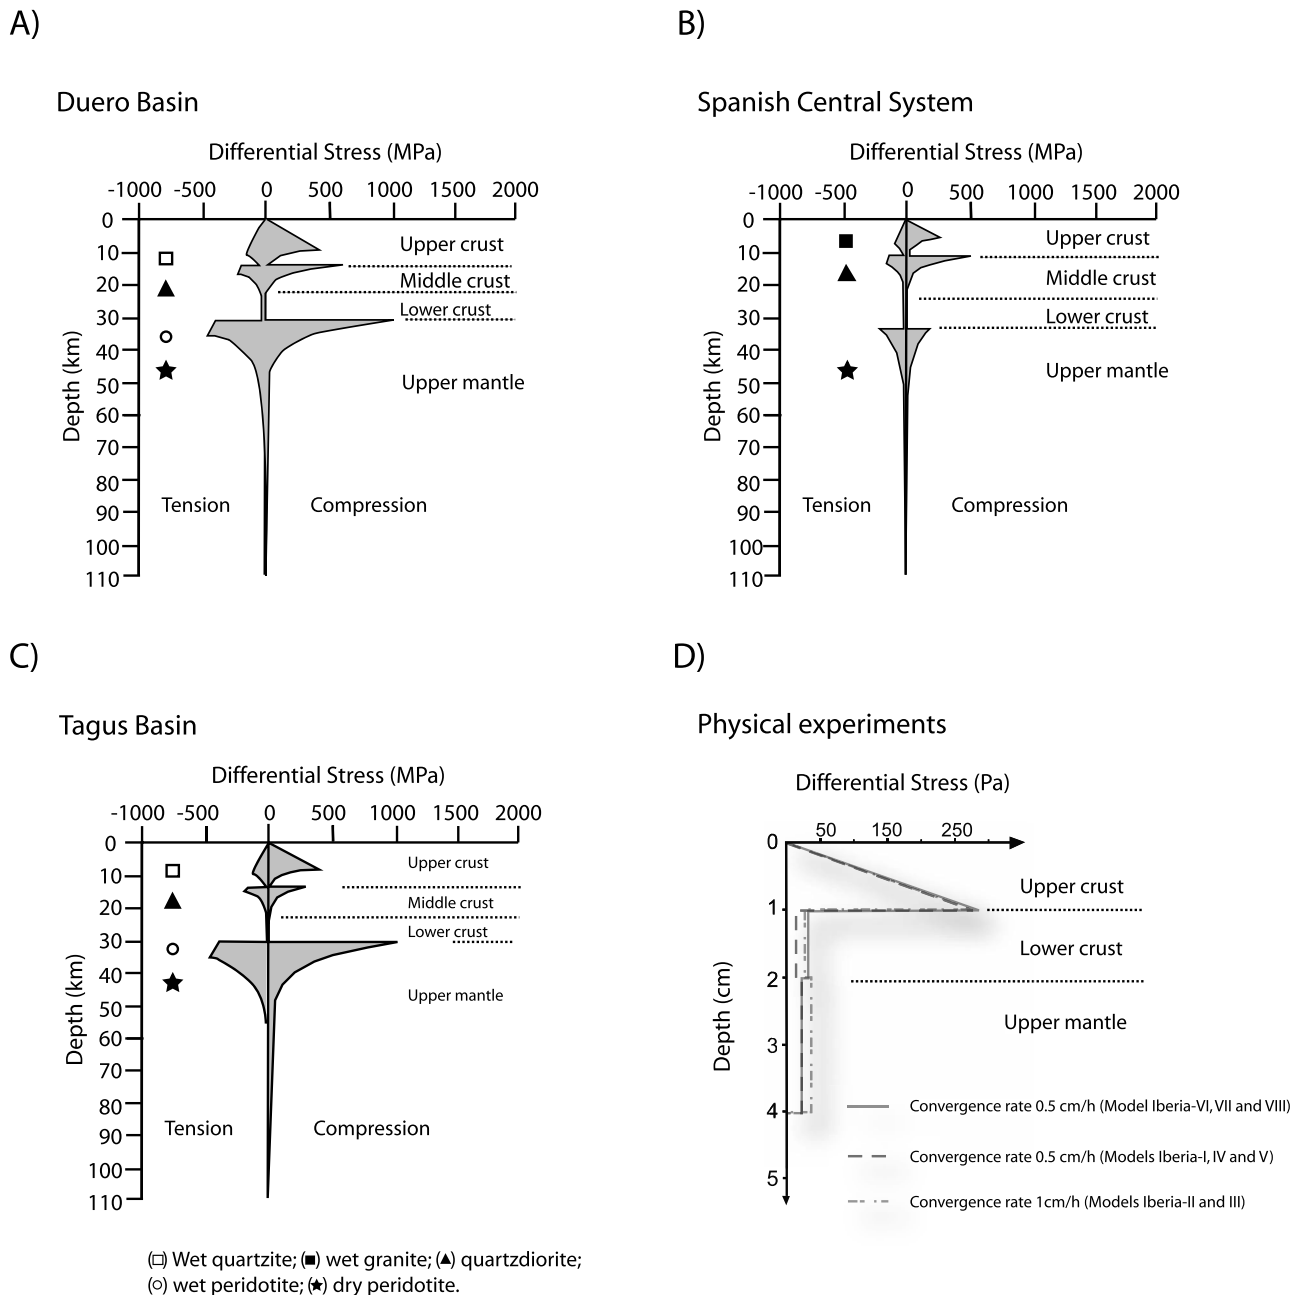 A)
Duero Basin
Differential Stress (MPa)
-1000 -500 0 500 1000 1500 2000
0
10
20
30
40
50
60
70
80
90
100
110
Depth (km)
Upper crust
Middle crust
Lower crust
Upper mantle
Tension
Compression
B)
Spanish Central System
Differential Stress (MPa)
-1000 -500 0 500 1000 1500 2000
0
10
20
30
40
50
60
70
80
90
100
110
Depth (km)
Upper crust
Middle crust
Lower crust
Upper mantle
Tension
Compression
C)
Tagus Basin
Differential Stress (MPa)
-1000 -500 0 500 1000 1500 2000
0
10
20
30
40
50
60
70
80
90
100
110
Depth (km)
Upper crust
Middle crust
Lower crust
Upper mantle
Tension
Compression
D)
Physical experiments
Differential Stress (Pa)
50 150 250
0
1
2
3
4
5
Depth (cm)
Upper crust
Lower crust
Upper mantle
Convergence rate 0.5 cm/h (Model Iberia-VI, VII and VIII)
Convergence rate 0.5 cm/h (Models Iberia-I, IV and V)
Convergence rate 1cm/h (Models Iberia-II and III)
(□) Wet quartzite; (■) wet granite; (▲) quartzdiorite;
(○) wet peridotite; (★) dry peridotite.